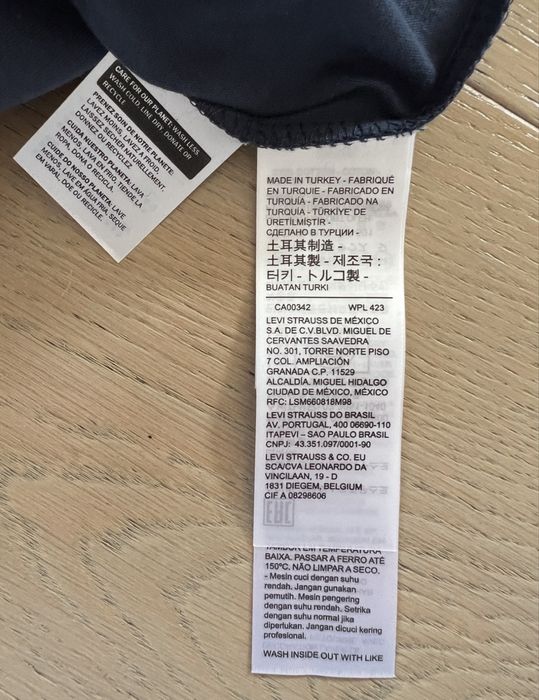 CARE FOR OUR PLANET: WASH LESS,
WASH COLD, LINE DRY, DONATE OR
RECYCLE
PRENEZ SOIN DE NOTRE PLANÈTE:
LAVEZ MOINS, LAVEZ À FROID,
LAISSEZ SÉCHER NATURELLEMENT,
DONNEZ OU RECYCLEZ.
CUIDA NUESTRO PLANETA: LAVA
MENOS, LAVA EN FRÍO, TIENDE LA
ROPA, DONA O RECICLA.
CUIDE DO NOSSO PLANETA: LAVE
MENOS, LAVE EM ÁGUA FRIA, SEQUE
EM VARAL, DOE OU RECICLE.
MADE IN TURKEY - FABRIQUÉ
EN TURQUIE - FABRICADO EN
TURQUÍA - FABRICADO NA
TURQUIA - TÜRKİYE' DE
ÜRETİLMİŞTİR -
СДЕЛАНО В ТУРЦИИ -
土耳其制造 -
土耳其製 - 제조국 :
터키 - トルコ製 -
BUATAN TURKI
CA00342 WPL 423
LEVI STRAUSS DE MÉXICO
S.A. DE C.V.BLVD. MIGUEL DE
CERVANTES SAAVEDRA
NO. 301, TORRE NORTE PISO
7 COL. AMPLIACIÓN
GRANADA C.P. 11529
ALCALDÍA. MIGUEL HIDALGO
CIUDAD DE MÉXICO, MÉXICO
RFC: LSM660818M98
LEVI STRAUSS DO BRASIL
AV. PORTUGAL, 400 06690-110
ITAPEVI – SAO PAULO BRASIL
CNPJ: 43.351.097/0001-90
LEVI STRAUSS & CO. EU
SCA/CVA LEONARDO DA
VINCILAAN, 19 - D
1831 DIEGEM, BELGIUM
CIF A 08298606
EAC
TAMBOR EM TEMPERATURA
BAIXA. PASSAR A FERRO ATÉ
150ºC. NÃO LIMPAR A SECO.
- Mesin cuci dengan suhu
rendah. Jangan gunakan
pemutih. Mesin pengering
dengan suhu rendah. Setrika
dengan suhu normal jika
diperlukan. Jangan dicuci kering
profesional.
WASH INSIDE OUT WITH LIKE